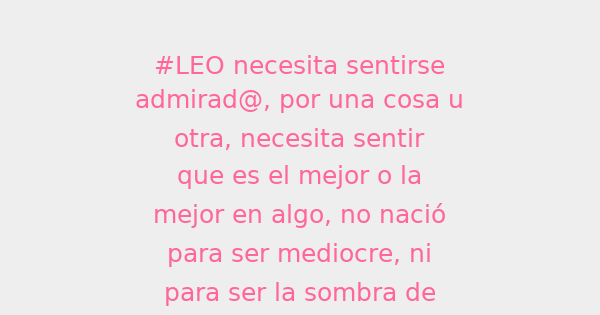 #LEO necesita sentirse
admirad@, por una cosa u
otra, necesita sentir
que es el mejor o la
mejor en algo, no nació
para ser mediocre, ni
para ser la sombra de